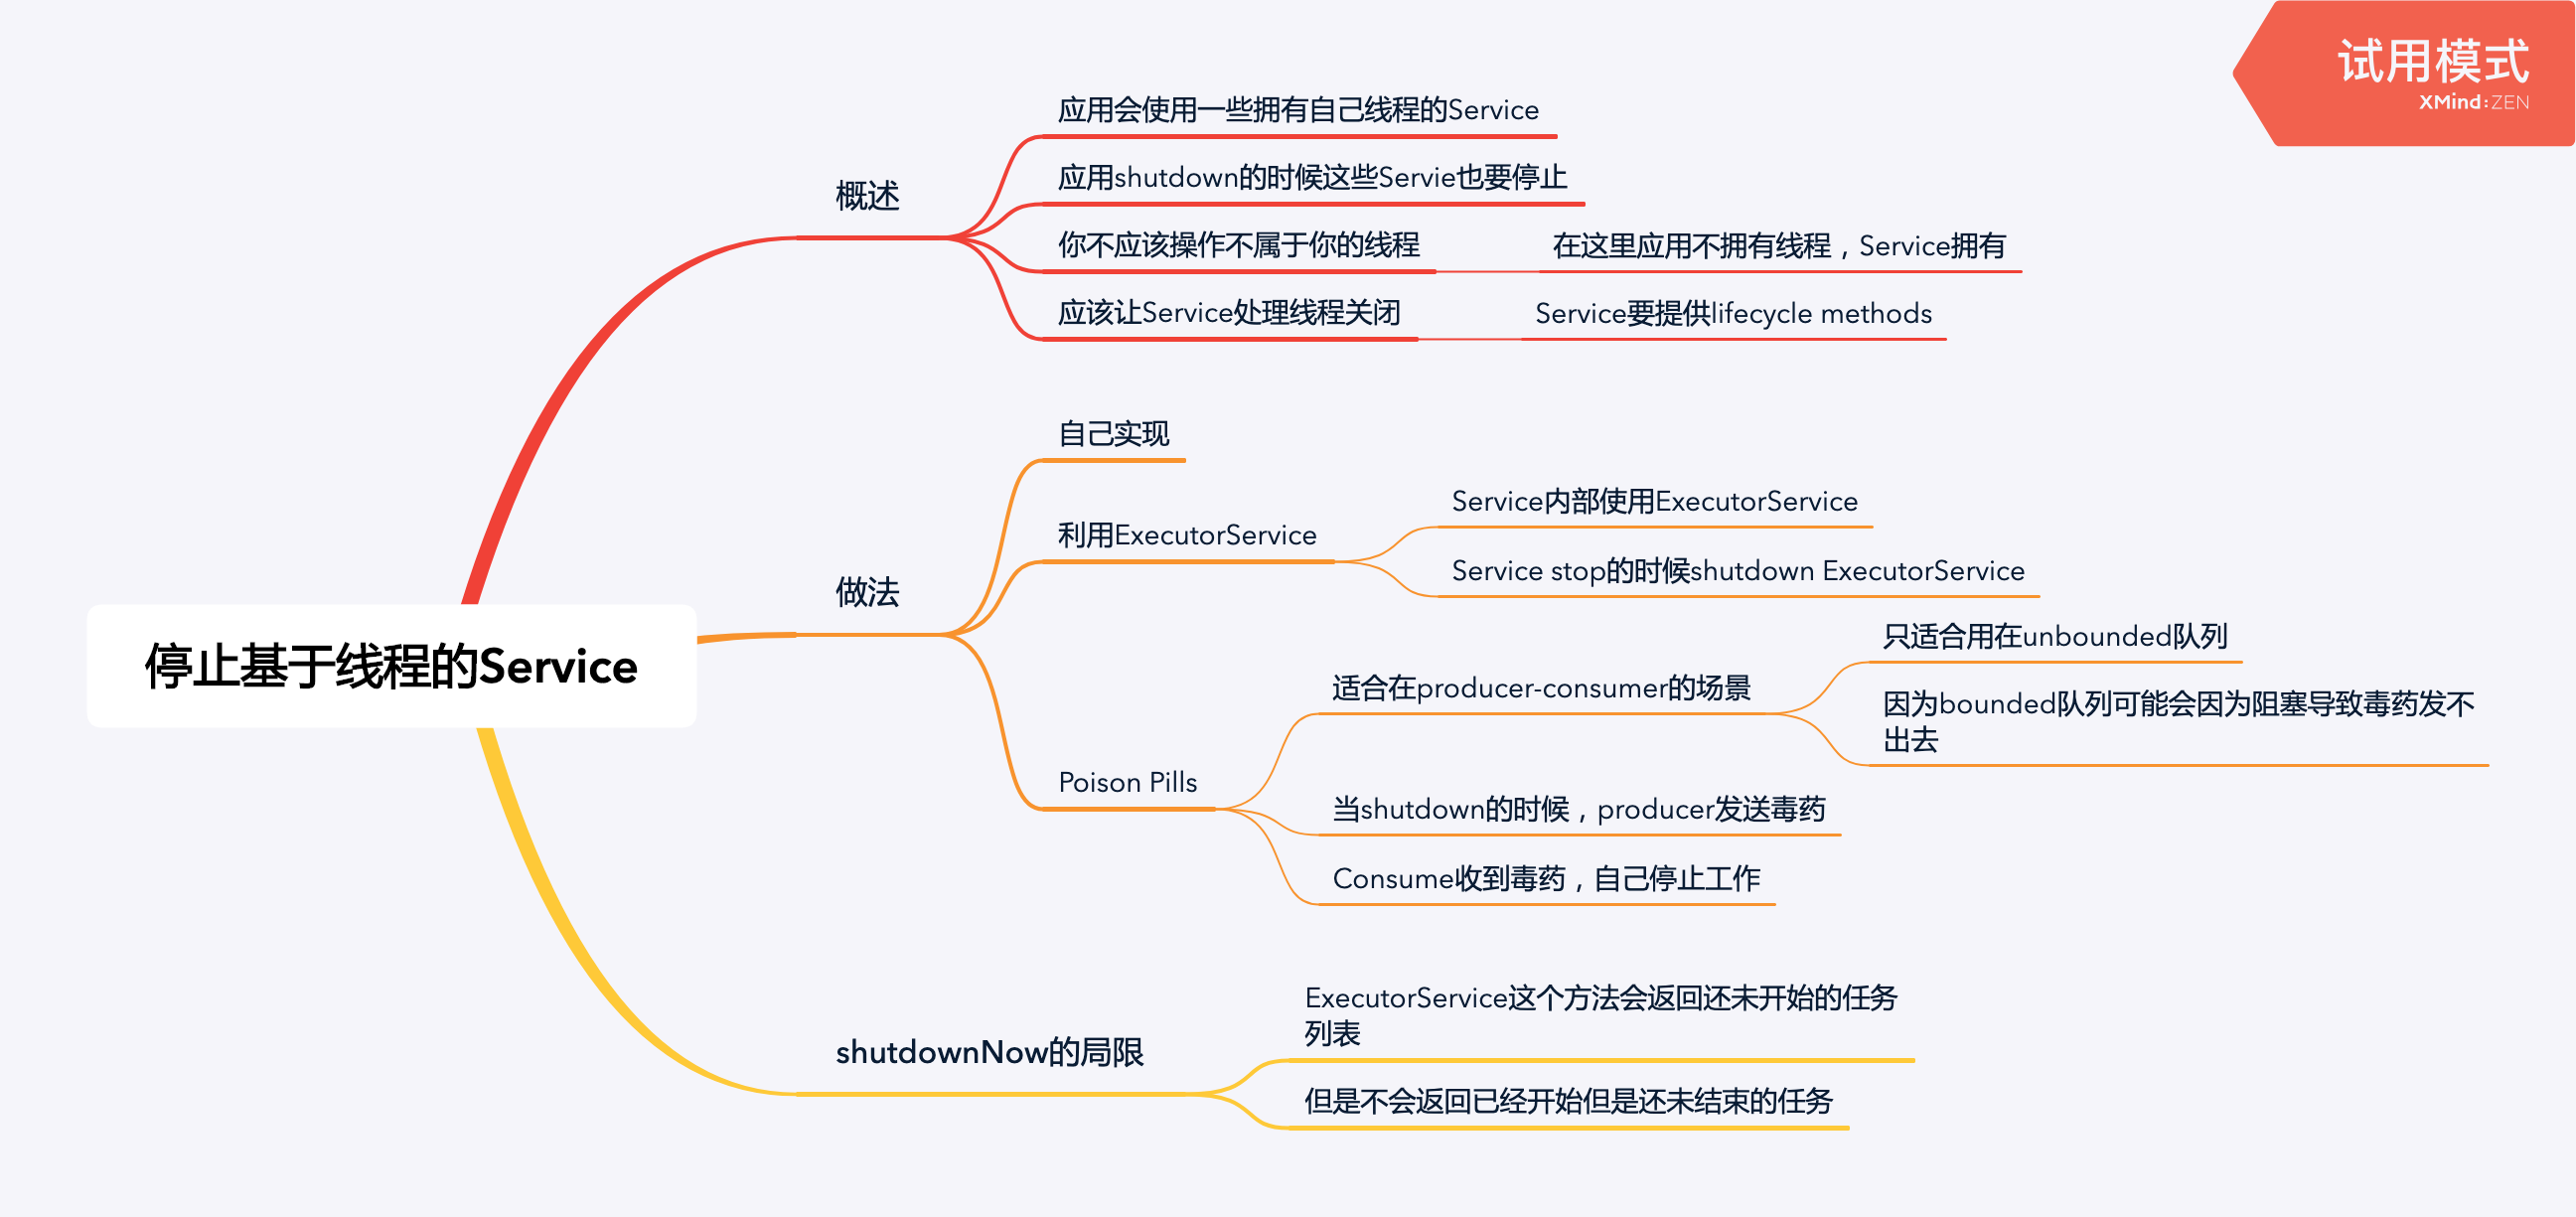 试用模式
XMind:ZEN
停止基于线程的Service
概述
应用会使用一些拥有自己线程的Service
应用shutdown的时候这些Servie也要停止
你不应该操作不属于你的线程
在这里应用不拥有线程，Service拥有
应该让Service处理线程关闭
Service要提供lifecycle methods
做法
自己实现
利用ExecutorService
Service内部使用ExecutorService
Service stop的时候shutdown ExecutorService
Poison Pills
适合在producer-consumer的场景
只适合用在unbounded队列
因为bounded队列可能会因为阻塞导致毒药发不
出去
当shutdown的时候，producer发送毒药
Consume收到毒药，自己停止工作
shutdownNow的局限
ExecutorService这个方法会返回还未开始的任务
列表
但是不会返回已经开始但是还未结束的任务